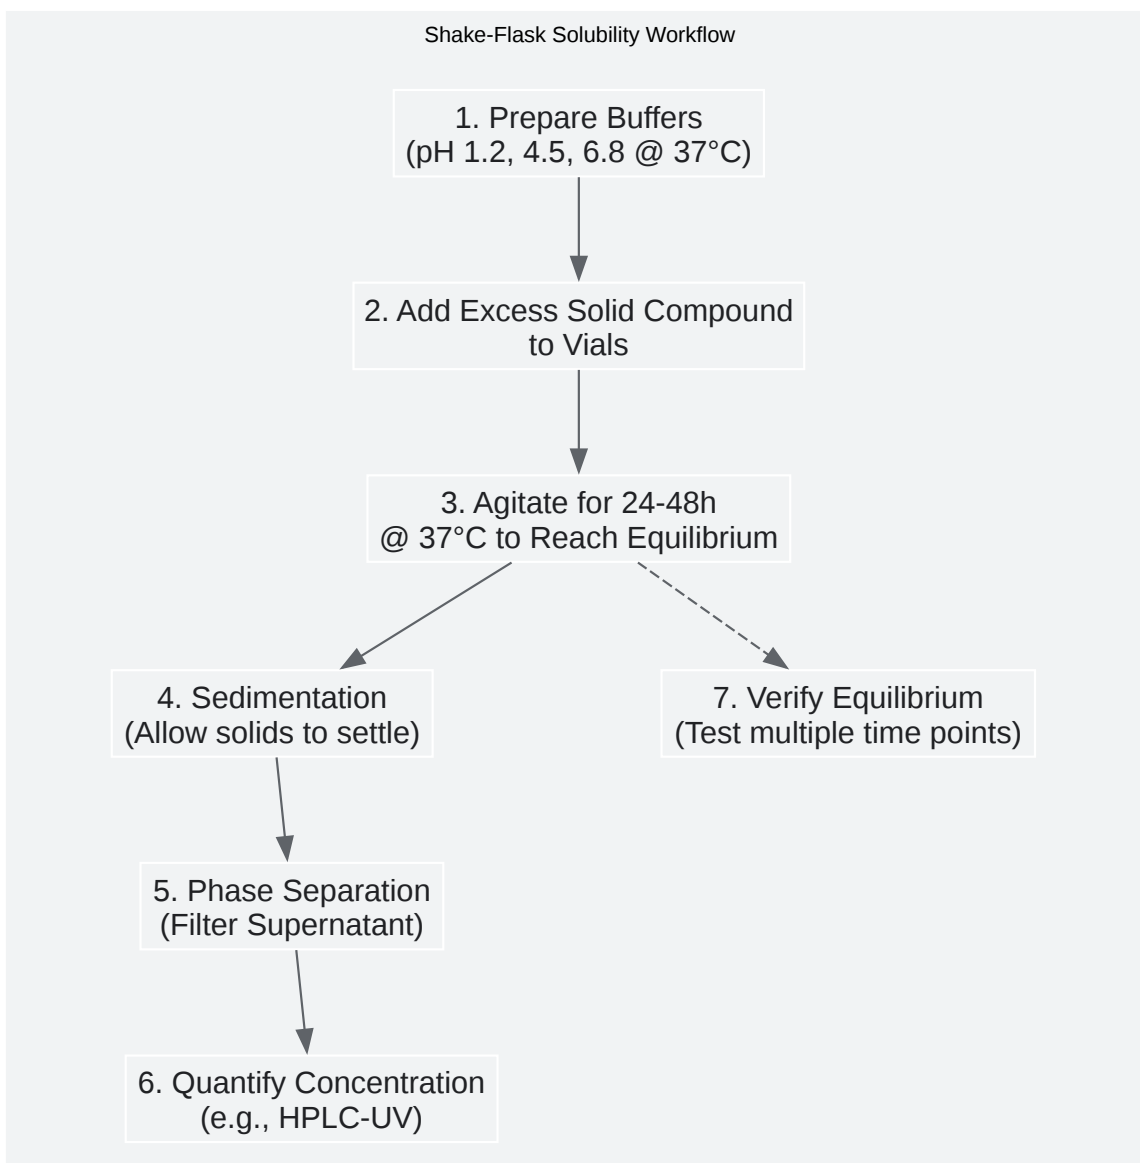 Shake-Flask Solubility Workflow
1. Prepare Buffers
(pH 1.2, 4.5, 6.8 @ 37°C)
2. Add Excess Solid Compound
to Vials
3. Agitate for 24-48h
@ 37°C to Reach Equilibrium
4. Sedimentation
(Allow solids to settle)
7. Verify Equilibrium
(Test multiple time points)
5. Phase Separation
(Filter Supernatant)
6. Quantify Concentration
(e.g., HPLC-UV)